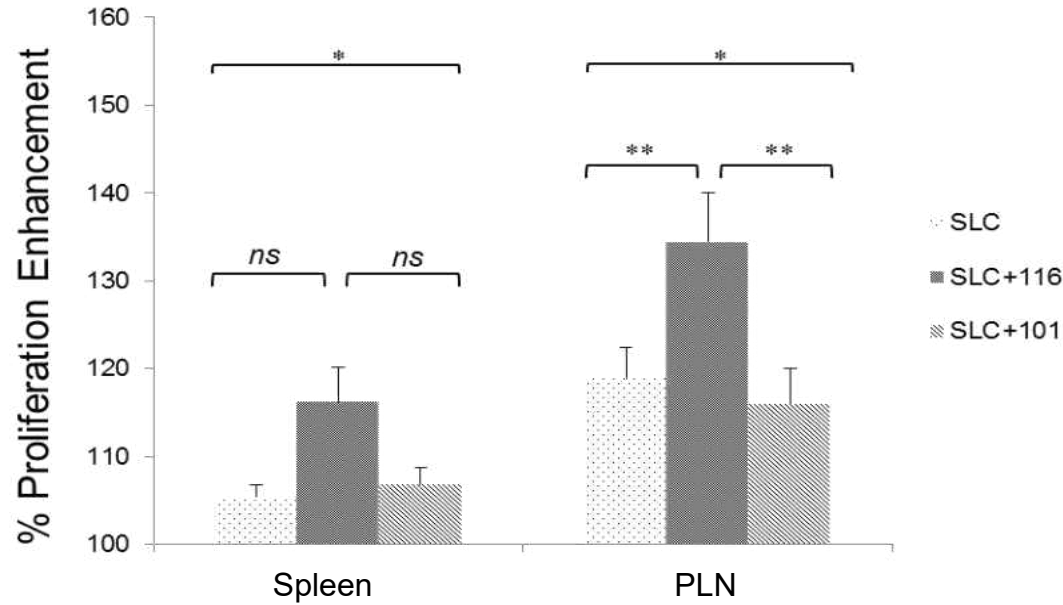 % Proliferation Enhancement
160
150
140
130
120
110
100
*
*
**
**
ns
ns
SLC
SLC+116
SLC+101
Spleen
PLN